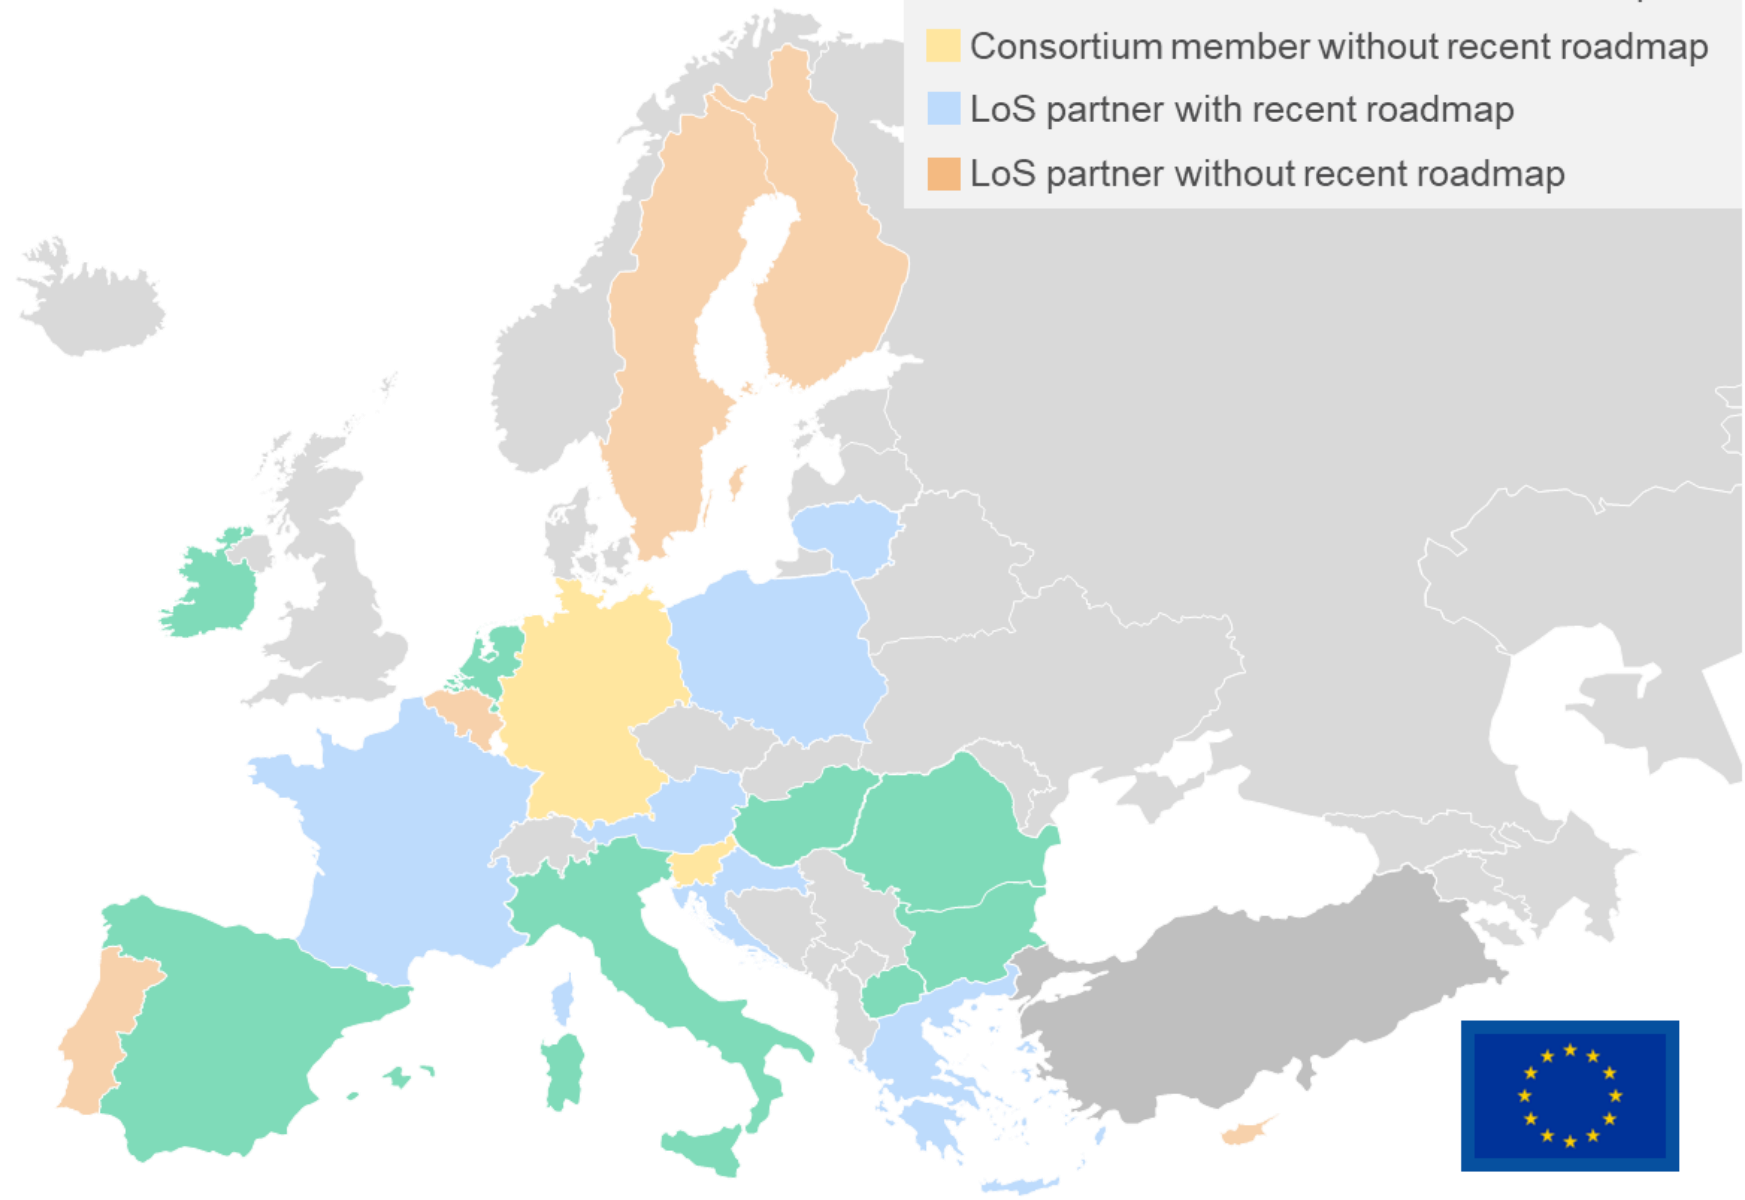 Consortium member without recent roadmap
LoS partner with recent roadmap
LoS partner without recent roadmap